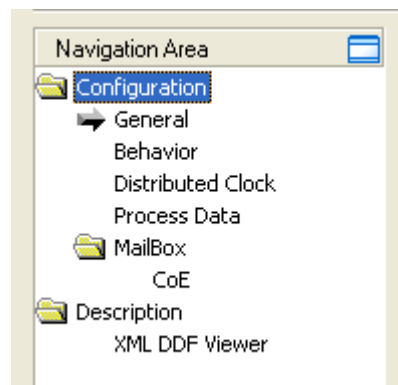 Navigation Area
Configuration
General
Behavior
Distributed Clock
Process Data
MailBox
CoE
Description
XML DDF Viewer